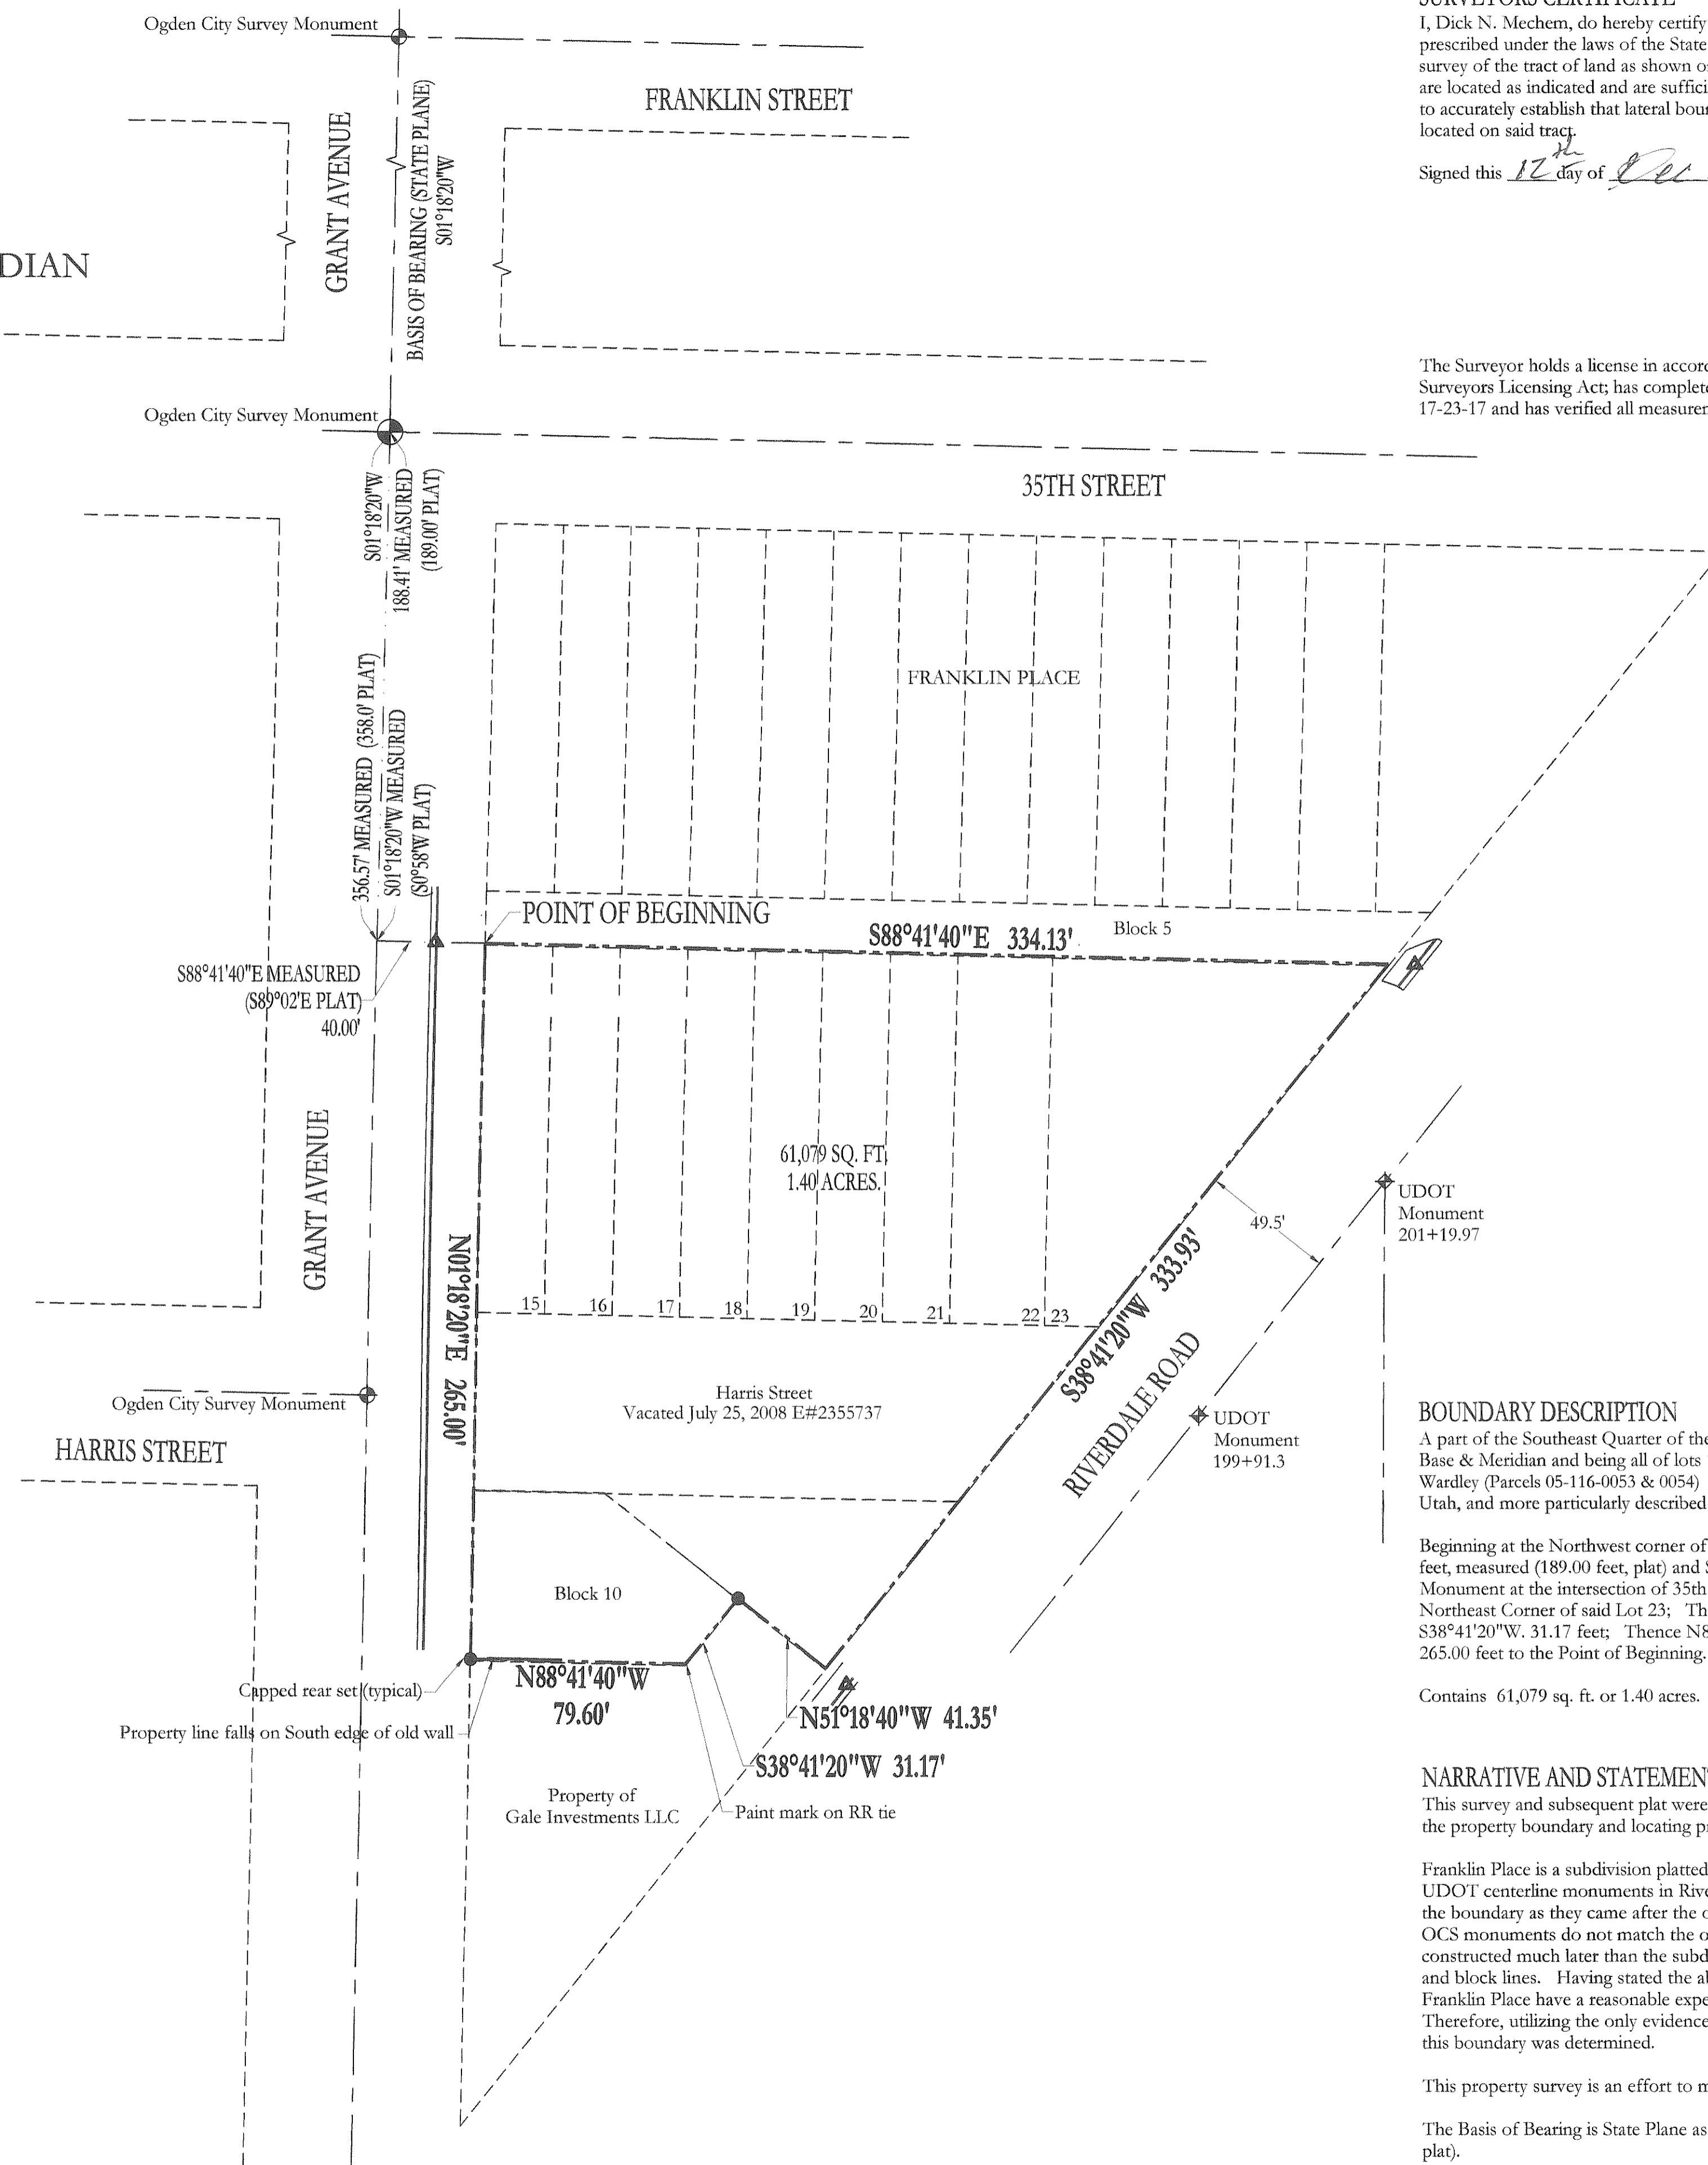 Ogden City Survey Monument
FRANKLIN STREET
GRANT AVENUE
BASIS OF BEARING (STATE PLANE)
S01°18'20"W
DIAN
Ogden City Survey Monument
35TH STREET
S01°18'20"W
188.41' MEASURED
(189.00' PLAT)
FRANKLIN PLACE
356.57' MEASURED (358.0' PLAT)
S01°18'20"W MEASURED
(S0°58'W PLAT)
POINT OF BEGINNING
Block 5
S88°41'40"E 334.13'
S88°41'40"E MEASURED
(S89°02'E PLAT)
40.00'
GRANT AVENUE
61,079 SQ. FT.
1.40 ACRES.
N01°18'20"E 265.00'
15
16
17
18
19
20
21
22
23
S38°41'20"W 333.93'
49.5'
UDOT
Monument
201+19.97
RIVERDALE ROAD
UDOT
Monument
199+91.3
Harris Street
Vacated July 25, 2008 E#2355737
Ogden City Survey Monument
HARRIS STREET
Block 10
Capped rear set (typical)
Property line falls on South edge of old wall
N88°41'40"W
79.60'
N51°18'40"W 41.35'
S38°41'20"W 31.17'
Paint mark on RR tie
Property of
Gale Investments LLC
SURVEYORS CERTIFICATE
I, Dick N. Mechem, do hereby certify
prescribed under the laws of the State
survey of the tract of land as shown o
are located as indicated and are suffici
to accurately establish that lateral bour
located on said tract.
Signed this 12th day of Dec
The Surveyor holds a license in accord
Surveyors Licensing Act; has complete
17-23-17 and has verified all measuren
BOUNDARY DESCRIPTION
A part of the Southeast Quarter of the
Base & Meridian and being all of lots
Wardley (Parcels 05-116-0053 & 0054)
Utah, and more particularly described
Beginning at the Northwest corner of
feet, measured (189.00 feet, plat) and S
Monument at the intersection of 35th
Northeast Corner of said Lot 23; Th
S38°41'20"W. 31.17 feet; Thence N8
265.00 feet to the Point of Beginning.
Contains 61,079 sq. ft. or 1.40 acres.
NARRATIVE AND STATEMENT
This survey and subsequent plat were
the property boundary and locating p
Franklin Place is a subdivision platted
UDOT centerline monuments in Rive
the boundary as they came after the o
OCS monuments do not match the o
constructed much later than the subd
and block lines. Having stated the al
Franklin Place have a reasonable expe
Therefore, utilizing the only evidence
this boundary was determined.
This property survey is an effort to m
The Basis of Bearing is State Plane as
plat).